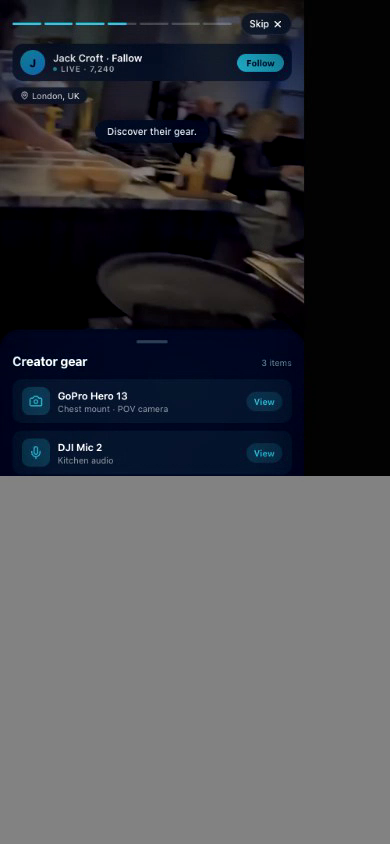 Skip ✕
J
Jack Croft · Fallow
LIVE · 7,240
Follow
London, UK
Discover their gear.
Creator gear
3 items
GoPro Hero 13
Chest mount · POV camera
View
DJI Mic 2
Kitchen audio
View